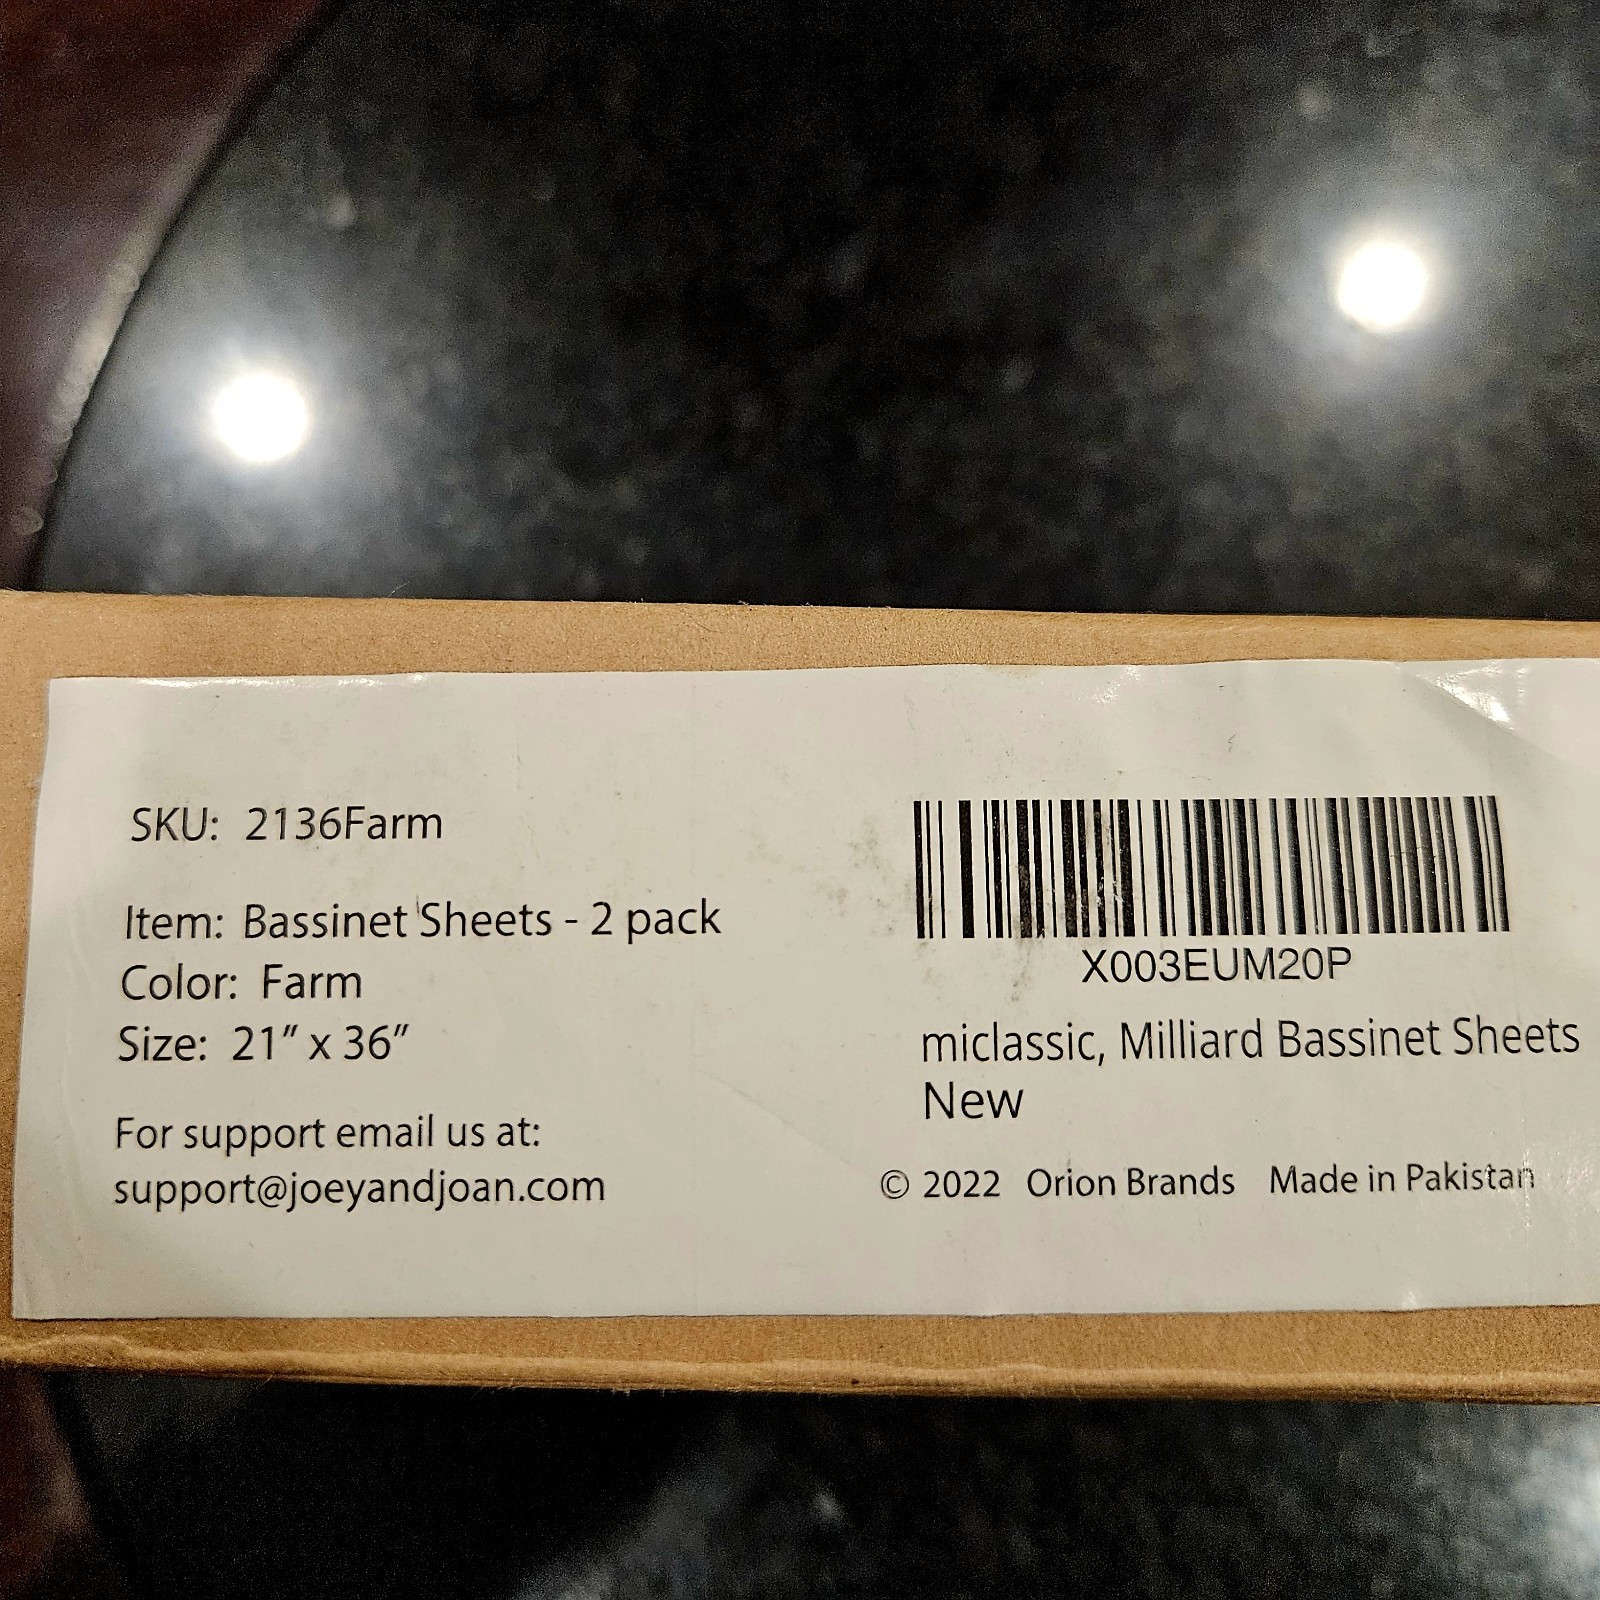 SKU: 2136Farm
Item: Bassinet Sheets - 2 pack
Color: Farm
Size: 21” x 36”
For support email us at:
support@joeyandjoan.com
X003EUM20P
miclassic, Milliard Bassinet Sheets
New
© 2022 Orion Brands Made in Pakistan